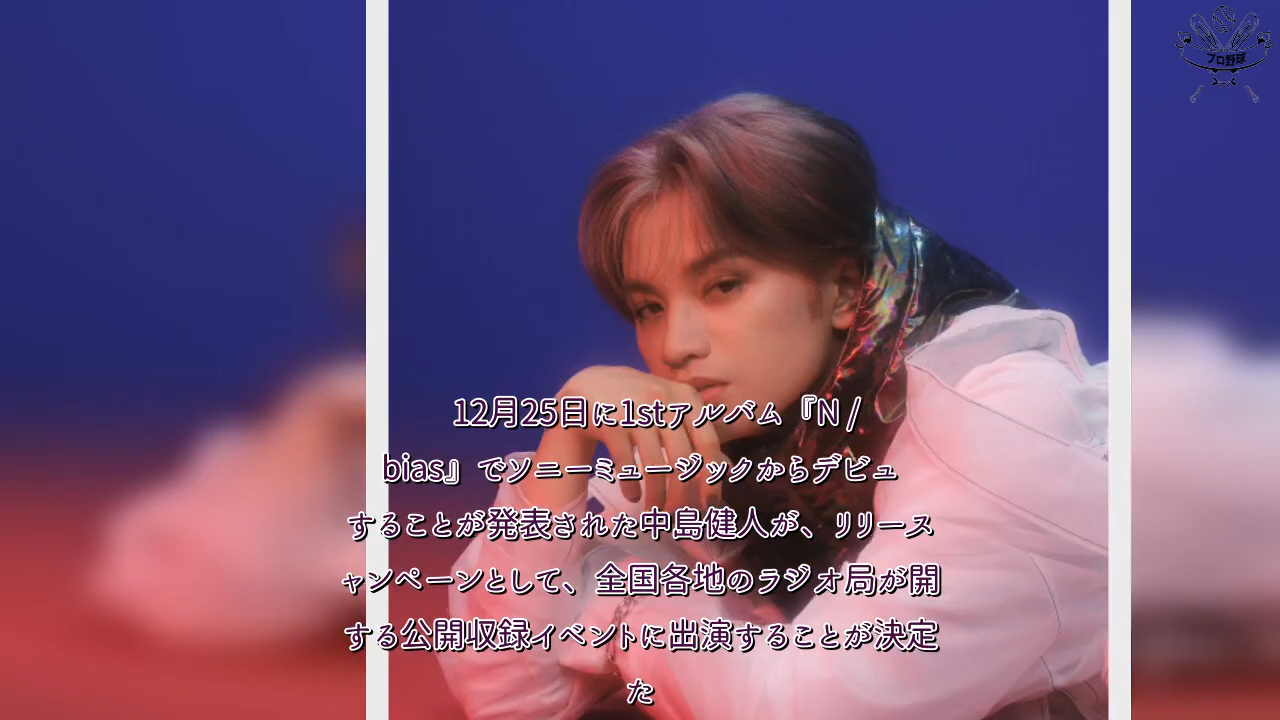 プロ野球
12月25日に1stアルバム『N /
bias』でソニーミュージックからデビュ
することが発表された中島健人が、リリース
ャンペーンとして、全国各地のラジオ局が開
する公開収録イベントに出演することが決定
た